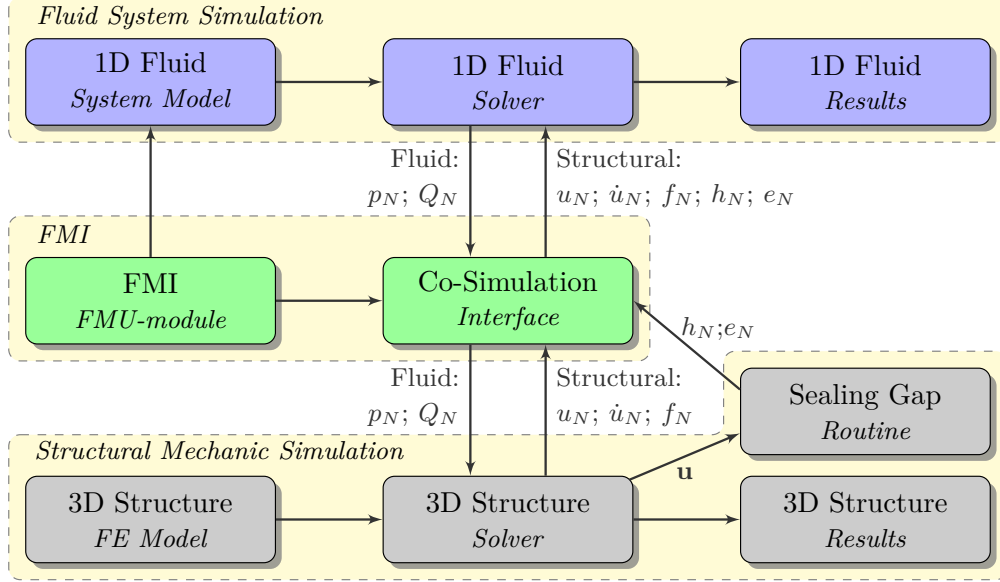 Fluid System Simulation
1D Fluid
System Model
1D Fluid
Solver
1D Fluid
Results
Fluid:
p_N; Q_N
Structural:
u_N; u̇_N; f_N; h_N; e_N
FMI
FMI
FMU-module
Co-Simulation
Interface
h_N;e_N
Fluid:
p_N; Q_N
Structural:
u_N; u̇_N; f_N
Sealing Gap
Routine
u
Structural Mechanic Simulation
3D Structure
FE Model
3D Structure
Solver
3D Structure
Results